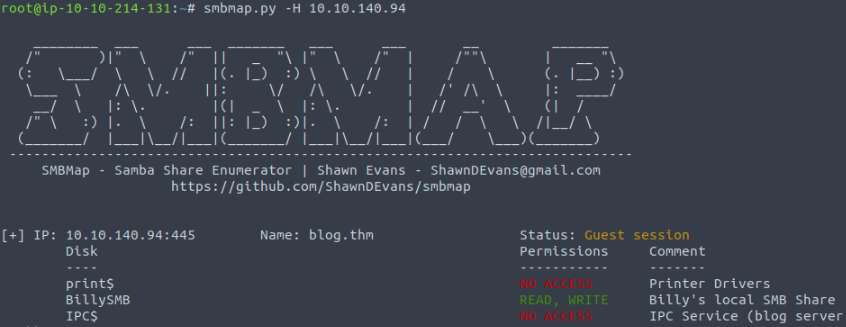 root@ip-10-10-214-131:~# smbmap.py -H 10.10.140.94
SMBMAP
SMBMap - Samba Share Enumerator | Shawn Evans - ShawnDEvans@gmail.com
https://github.com/ShawnDEvans/smbmap
[+] IP: 10.10.140.94:445 Name: blog.thm Status: Guest session
Disk Permissions Comment
---- ----------- -------
print$ NO ACCESS Printer Drivers
BillySMB READ, WRITE Billy's local SMB Share
IPC$ NO ACCESS IPC Service (blog server